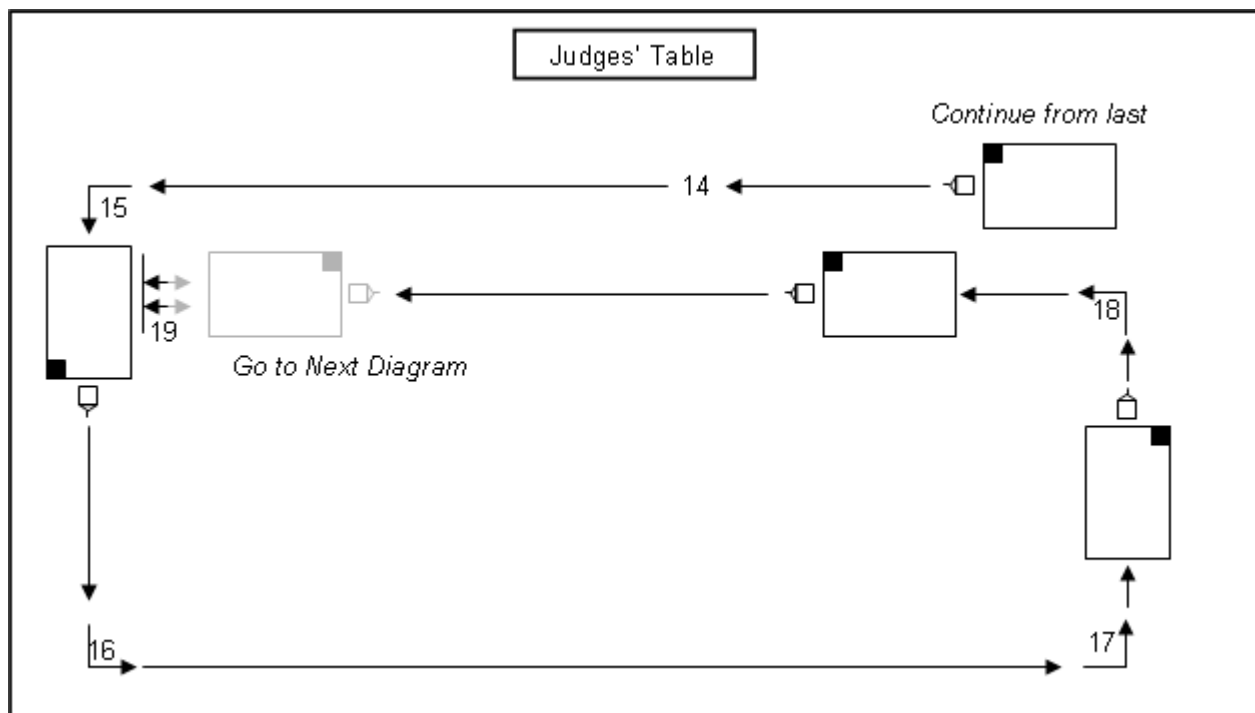 Judges' Table
Continue from last
14
15
18
19
Go to Next Diagram
16
17